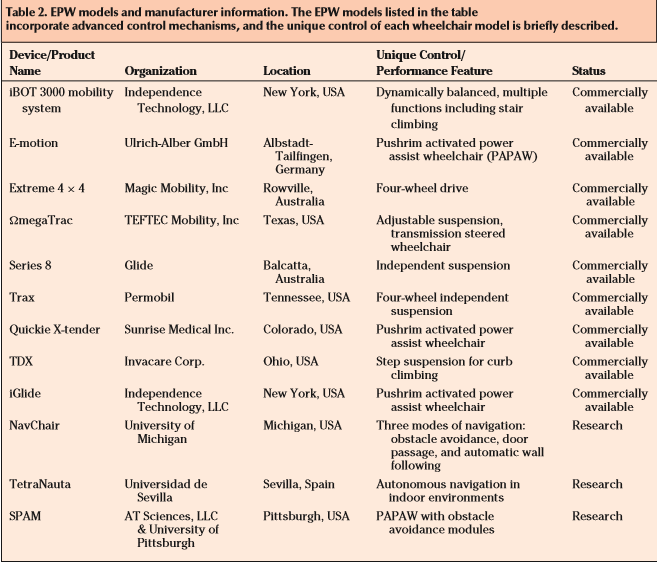 Table 2. EPW models and manufacturer information. The EPW models listed in the table
incorporate advanced control mechanisms, and the unique control of each wheelchair model is briefly described.
Device/Product Unique Control/
Name Organization Location Performance Feature Status
iBOT 3000 mobility Independence New York, USA Dynamically balanced, multiple Commercially
system Technology, LLC functions including stair available
climbing
E-motion Ulrich-Alber GmbH Albstadt- Pushrim activated power Commercially
Tailfingen, assist wheelchair (PAPAW) available
Germany
Extreme 4 × 4 Magic Mobility, Inc Rowville, Four-wheel drive Commercially
Australia available
ΩmegaTrac TEFTEC Mobility, Inc Texas, USA Adjustable suspension, Commercially
transmission steered available
wheelchair
Series 8 Glide Balcatta, Independent suspension Commercially
Australia available
Trax Permobil Tennessee, USA Four-wheel independent Commercially
suspension available
Quickie X-tender Sunrise Medical Inc. Colorado, USA Pushrim activated power Commercially
assist wheelchair available
TDX Invacare Corp. Ohio, USA Step suspension for curb Commercially
climbing available
iGlide Independence New York, USA Pushrim activated power Commercially
Technology, LLC assist wheelchair available
NavChair University of Michigan, USA Three modes of navigation: Research
Michigan obstacle avoidance, door
passage, and automatic wall
following
TetraNauta Universidad de Sevilla, Spain Autonomous navigation in Research
Sevilla indoor environments
SPAM AT Sciences, LLC Pittsburgh, USA PAPAW with obstacle Research
& University of avoidance modules
Pittsburgh